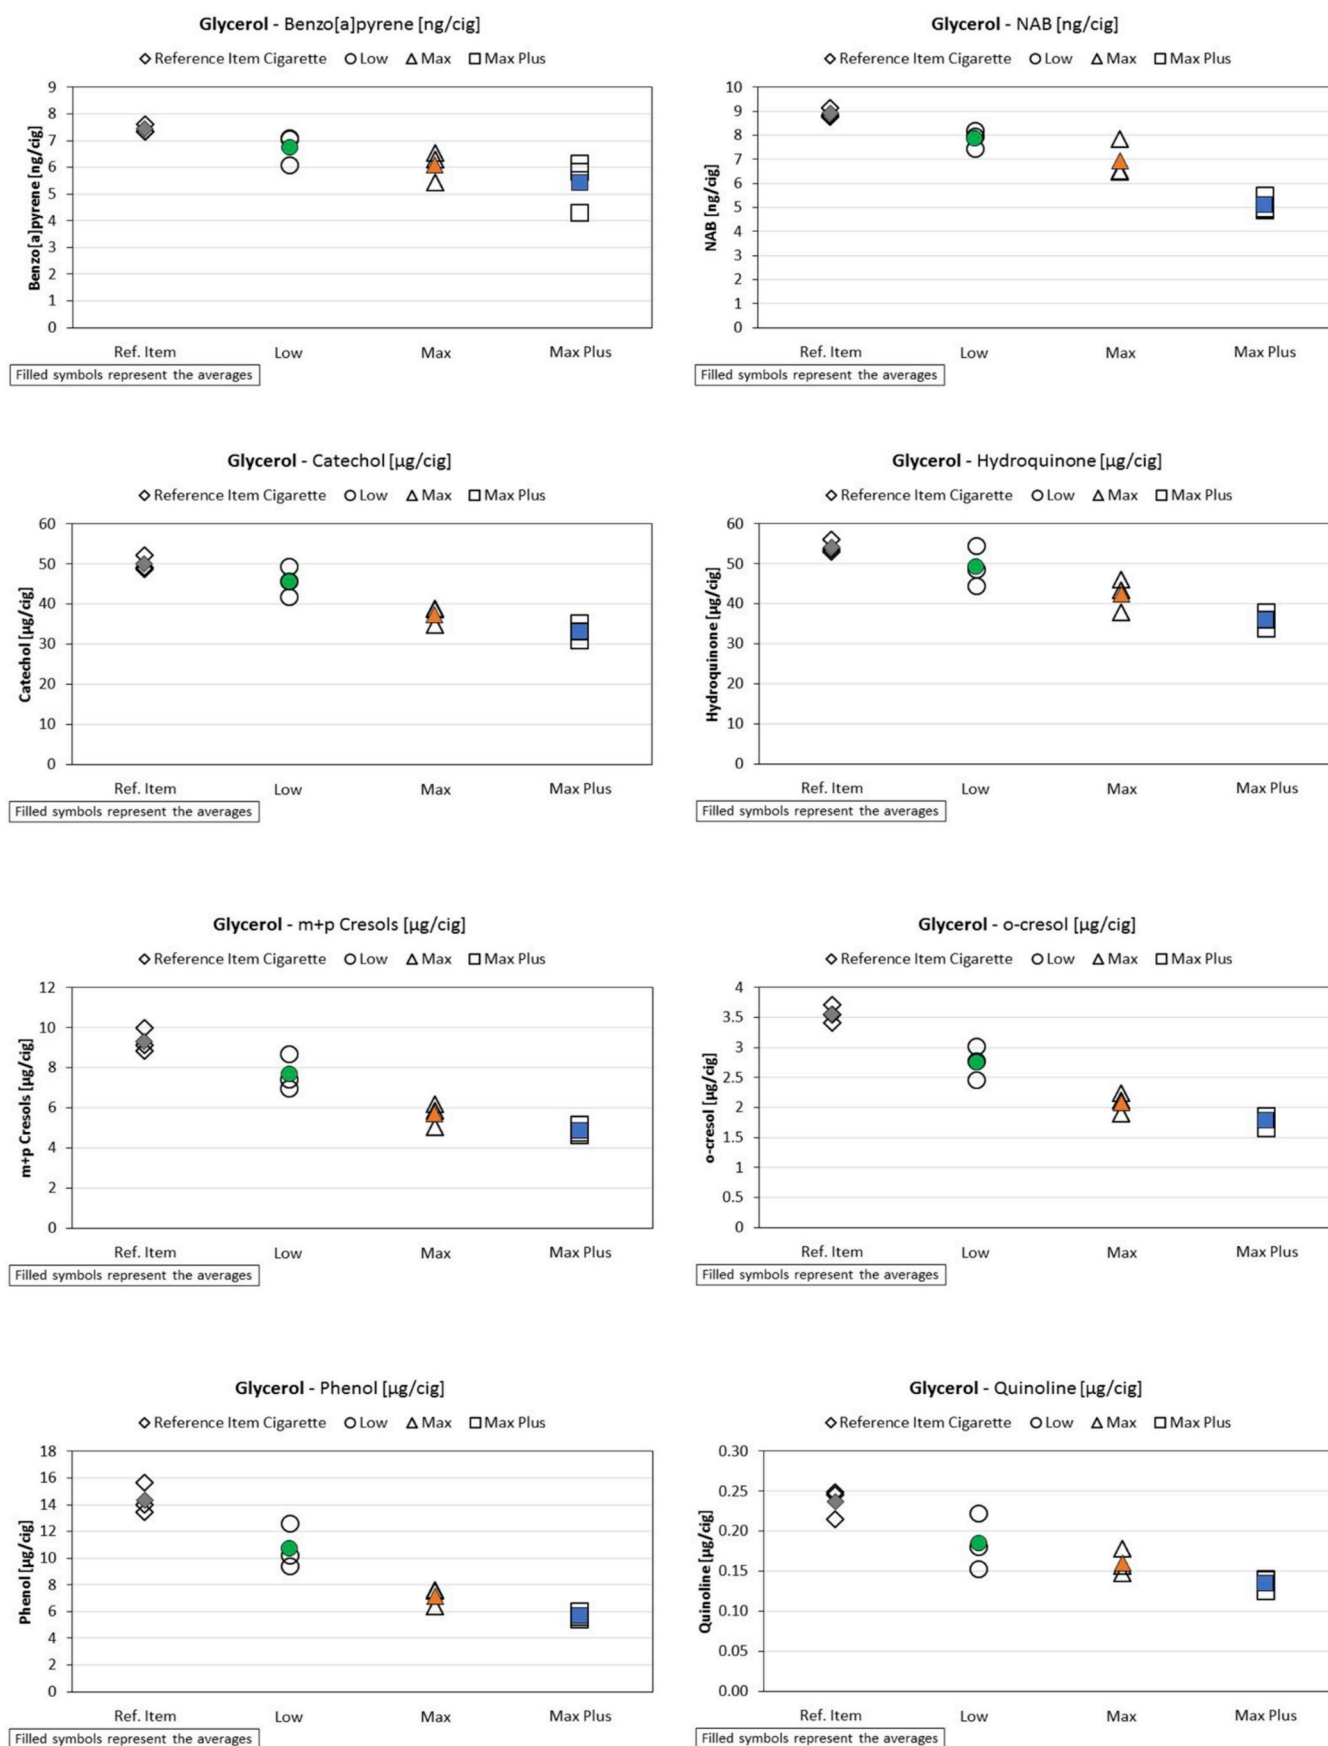 Glycerol - Benzo[a]pyrene [ng/cig]
Reference Item Cigarette Low Max Max Plus
9
8
7
6
5
4
3
2
1
0
Benzo[a]pyrene [ng/cig]
Ref. Item Low Max Max Plus
Filled symbols represent the averages
Glycerol - NAB [ng/cig]
Reference Item Cigarette Low Max Max Plus
10
9
8
7
6
5
4
3
2
1
0
NAB [ng/cig]
Ref. Item Low Max Max Plus
Filled symbols represent the averages
Glycerol - Catechol [µg/cig]
Reference Item Cigarette Low Max Max Plus
60
50
40
30
20
10
0
Catechol [µg/cig]
Ref. Item Low Max Max Plus
Filled symbols represent the averages
Glycerol - Hydroquinone [µg/cig]
Reference Item Cigarette Low Max Max Plus
60
50
40
30
20
10
0
Hydroquinone [µg/cig]
Ref. Item Low Max Max Plus
Filled symbols represent the averages
Glycerol - m+p Cresols [µg/cig]
Reference Item Cigarette Low Max Max Plus
12
10
8
6
4
2
0
m+p Cresols [µg/cig]
Ref. Item Low Max Max Plus
Filled symbols represent the averages
Glycerol - o-cresol [µg/cig]
Reference Item Cigarette Low Max Max Plus
4
3.5
3
2.5
2
1.5
1
0.5
0
o-cresol [µg/cig]
Ref. Item Low Max Max Plus
Filled symbols represent the averages
Glycerol - Phenol [µg/cig]
Reference Item Cigarette Low Max Max Plus
18
16
14
12
10
8
6
4
2
0
Phenol [µg/cig]
Ref. Item Low Max Max Plus
Filled symbols represent the averages
Glycerol - Quinoline [µg/cig]
Reference Item Cigarette Low Max Max Plus
0.30
0.25
0.20
0.15
0.10
0.05
0.00
Quinoline [µg/cig]
Ref. Item Low Max Max Plus
Filled symbols represent the averages